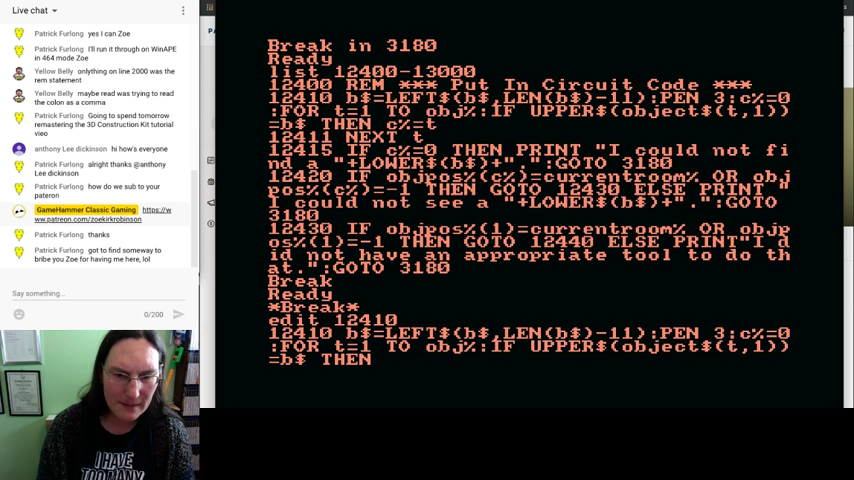 Live chat
Patrick Furlong yes I can Zoe
Patrick Furlong I'll run it through on WinAPE
in 464 mode Zoe
Yellow Belly onlything on line 2000 was the
rem statement
Yellow Belly maybe read was trying to read
the colon as a comma
Patrick Furlong Going to spend tomorrow
remastering the 3D Construction Kit tutorial
vieo
anthony Lee dickinson hi how's everyone
Patrick Furlong alright thanks @anthony
Lee dickinson
Patrick Furlong how do we sub to your
pateron
GameHammer Classic Gaming https://w
ww.patreon.com/zoekirkrobinson
Patrick Furlong thanks
Patrick Furlong got to find someway to
bribe you Zoe for having me here, lol
Say something...
0/200
I HAVE
TOO MANY
Break in 3180
Ready
list 12400-13000
12400 REM *** Put In Circuit Code ***
12410 b$=LEFT$(b$,LEN(b$)-11):PEN 3:c%=0
:FOR t=1 TO obj%:IF UPPER$(object$(t,1))
=b$ THEN c%=t
12411 NEXT t
12415 IF c%=0 THEN PRINT "I could not fi
nd a "+LOWER$(b$)+".":GOTO 3180
12420 IF objpos%(c%)=currentroom% OR obj
pos%(c%)=-1 THEN GOTO 12430 ELSE PRINT "
I could not see a "+LOWER$(b$)+".":GOTO
3180
12430 IF objpos%(1)=currentroom% OR objp
os%(1)=-1 THEN GOTO 12440 ELSE PRINT"I d
id not have an appropriate tool to do th
at.":GOTO 3180
Break
Ready
*Break*
edit 12410
12410 b$=LEFT$(b$,LEN(b$)-11):PEN 3:c%=0
:FOR t=1 TO obj%:IF UPPER$(object$(t,1))
=b$ THEN